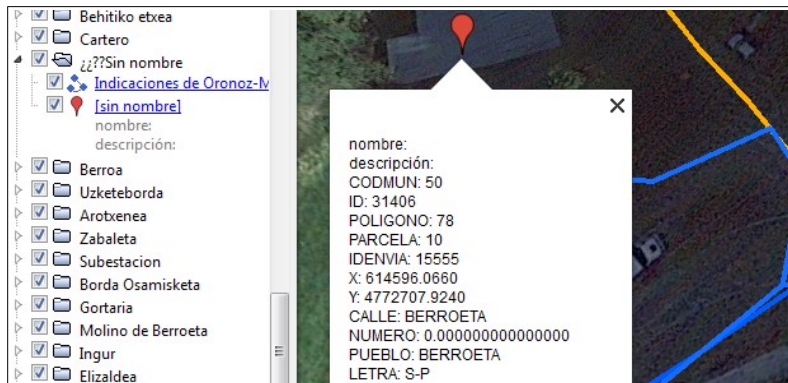 Behitiko etxea
Cartero
¿¿??Sin nombre
Indicaciones de Oronoz-M
[sin nombre]
nombre:
descripción:
Berroa
Uzketeborda
Arotxenea
Zabaleta
Subestacion
Borda Osamisketa
Gortaria
Molino de Berroeta
Ingur
Elizaldea
nombre:
descripción:
CODMUN: 50
ID: 31406
POLIGONO: 78
PARCELA: 10
IDENVIA: 15555
X: 614596.0660
Y: 4772707.9240
CALLE: BERROETA
NUMERO: 0.000000000000000
PUEBLO: BERROETA
LETRA: S-P